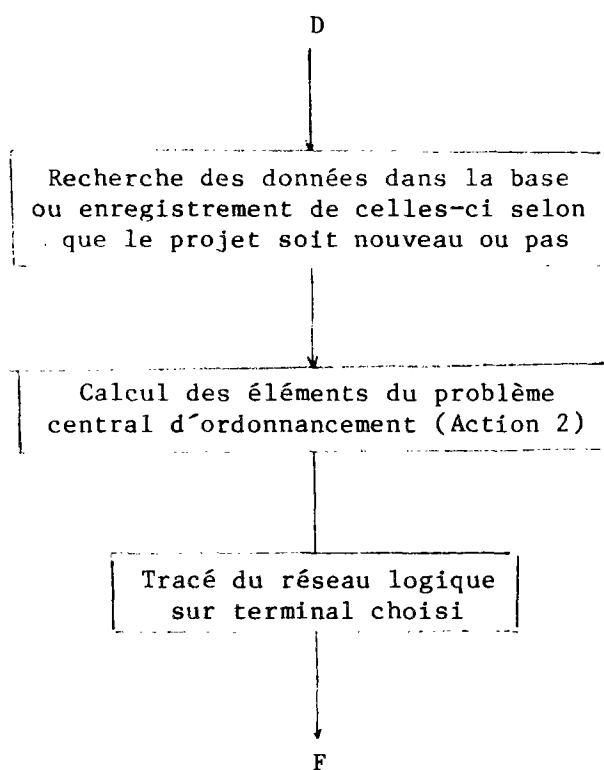 D
Recherche des données dans la base
ou enregistrement de celles-ci selon
que le projet soit nouveau ou pas
Calcul des éléments du problème
central d´ordonnancement (Action 2)
Tracé du réseau logique
sur terminal choisi
F